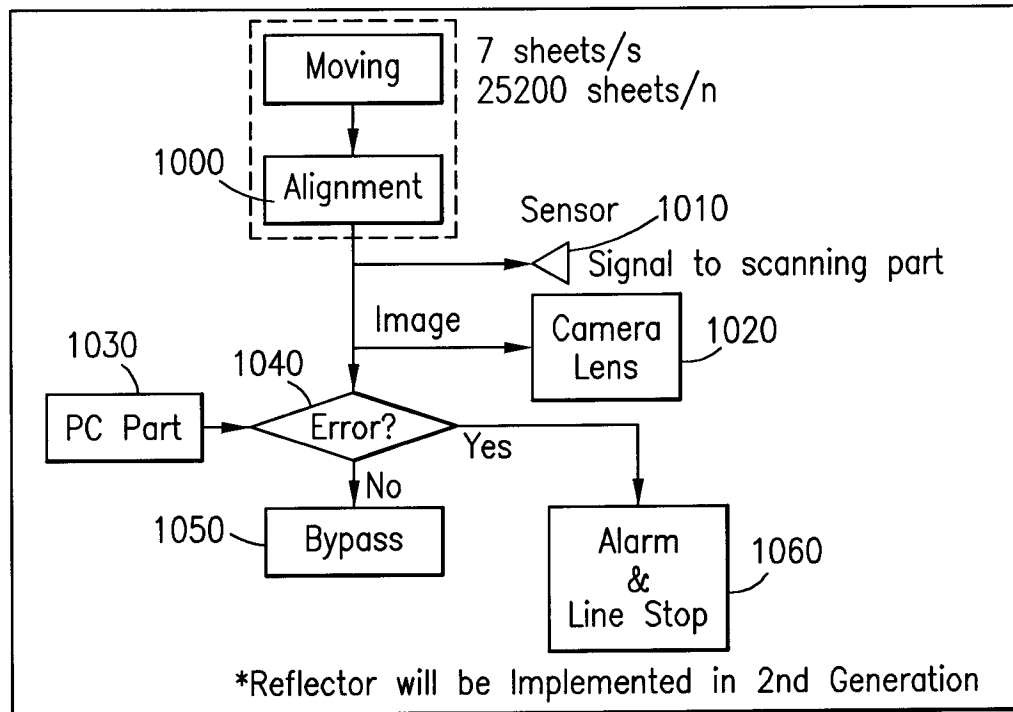 Moving
7 sheets/s
25200 sheets/n
1000
Alignment
Sensor
1010
Signal to scanning part
Image
Camera
Lens
1020
1030
1040
PC Part
Error?
Yes
No
1050
Bypass
Alarm
&
Line Stop
1060
*Reflector will be Implemented in 2nd Generation